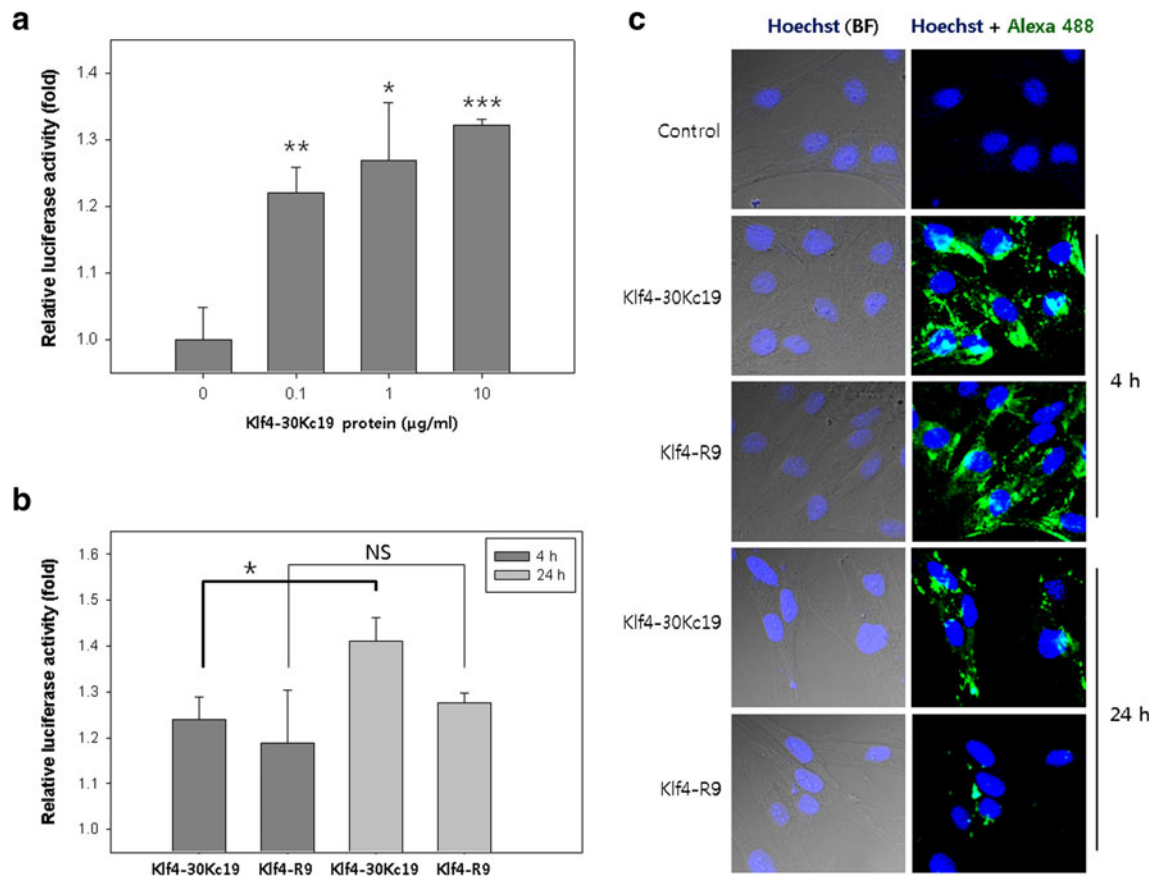 a
Relative luciferase activity (fold)
1.4
1.3
1.2
1.1
1.0
**
*
***
0
0.1
1
10
Klf4-30Kc19 protein (μg/ml)
b
Relative luciferase activity (fold)
1.6
1.5
1.4
1.3
1.2
1.1
1.0
*
NS
4 h
24 h
Klf4-30Kc19
Klf4-R9
Klf4-30Kc19
Klf4-R9
c
Hoechst (BF)
Hoechst + Alexa 488
Control
Klf4-30Kc19
Klf4-R9
4 h
Klf4-30Kc19
Klf4-R9
24 h